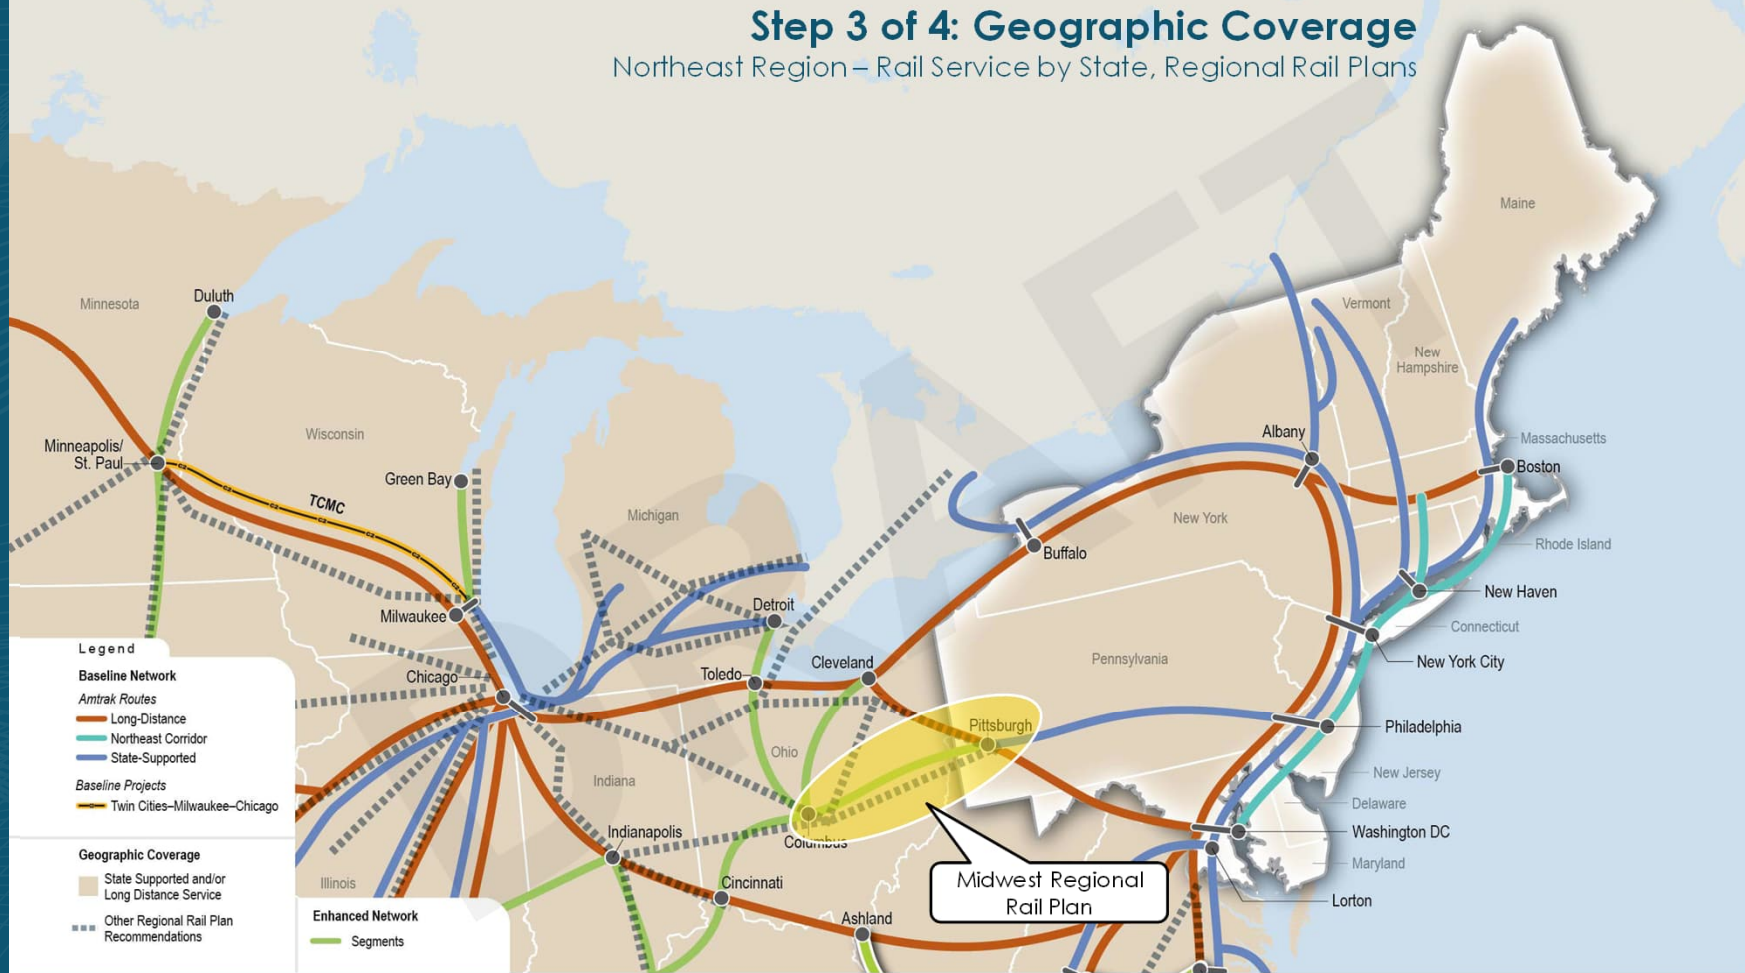 Step 3 of 4: Geographic Coverage
Northeast Region – Rail Service by State, Regional Rail Plans
DRAFT
Maine
Minnesota
Duluth
Vermont
New
Hampshire
Wisconsin
Minneapolis/
St. Paul
Albany
Massachusetts
Boston
Green Bay
TCMC
Michigan
New York
Rhode Island
Buffalo
New Haven
Detroit
Milwaukee
Connecticut
New York City
Legend
Baseline Network
Amtrak Routes
Long-Distance
Northeast Corridor
State-Supported
Baseline Projects
Twin Cities–Milwaukee–Chicago
Geographic Coverage
State Supported and/or
Long Distance Service
Other Regional Rail Plan
Recommendations
Enhanced Network
Segments
Chicago
Toledo
Cleveland
Pennsylvania
Pittsburgh
Philadelphia
Ohio
Indiana
New Jersey
Delaware
Washington DC
Indianapolis
Columbus
Maryland
Illinois
Cincinnati
Midwest Regional
Rail Plan
Lorton
Ashland